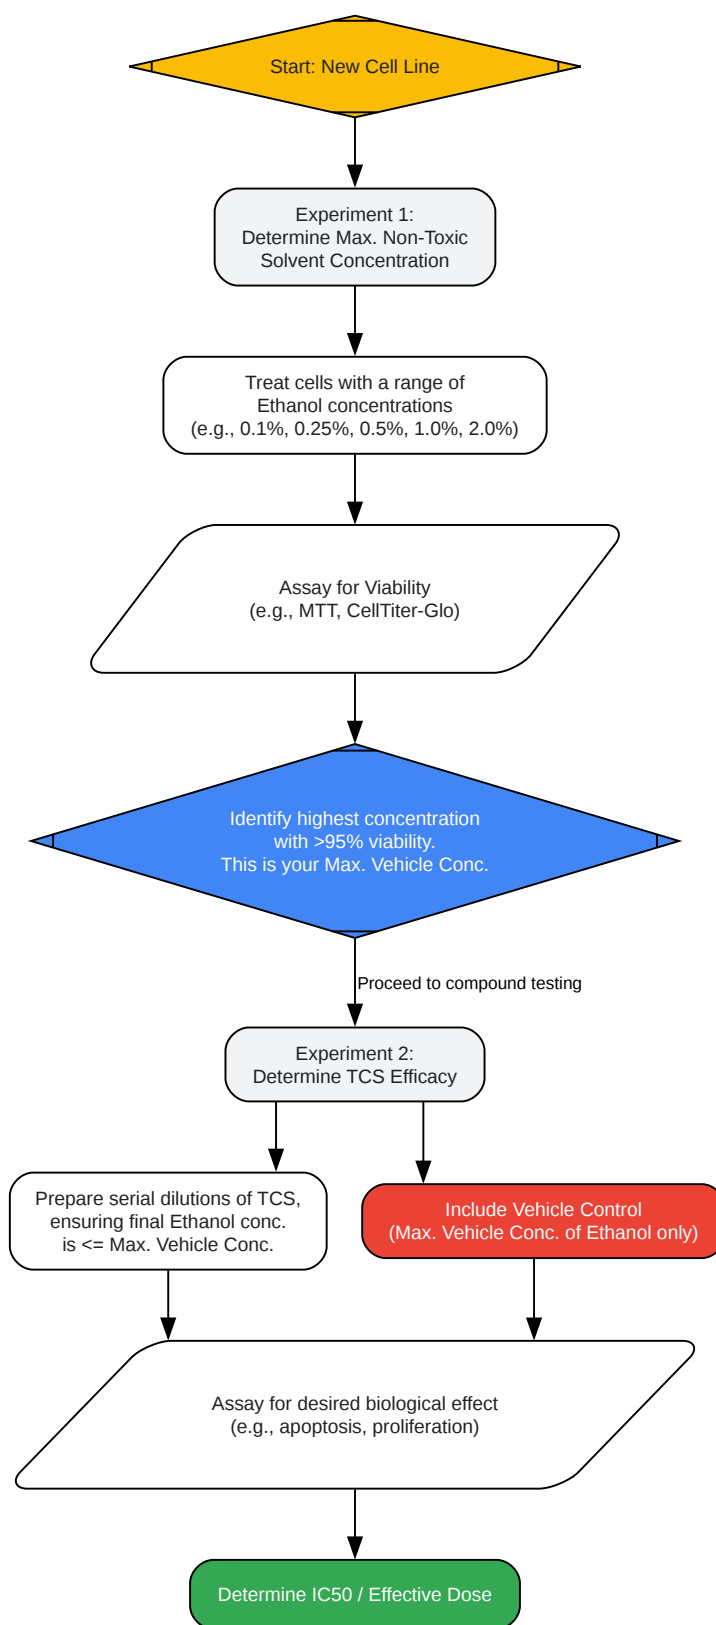 Start: New Cell Line
Experiment 1:
Determine Max. Non-Toxic
Solvent Concentration
Treat cells with a range of
Ethanol concentrations
(e.g., 0.1%, 0.25%, 0.5%, 1.0%, 2.0%)
Assay for Viability
(e.g., MTT, CellTiter-Glo)
Identify highest concentration
with >95% viability.
This is your Max. Vehicle Conc.
Proceed to compound testing
Experiment 2:
Determine TCS Efficacy
Prepare serial dilutions of TCS,
ensuring final Ethanol conc.
is <= Max. Vehicle Conc.
Include Vehicle Control
(Max. Vehicle Conc. of Ethanol only)
Assay for desired biological effect
(e.g., apoptosis, proliferation)
Determine IC50 / Effective Dose